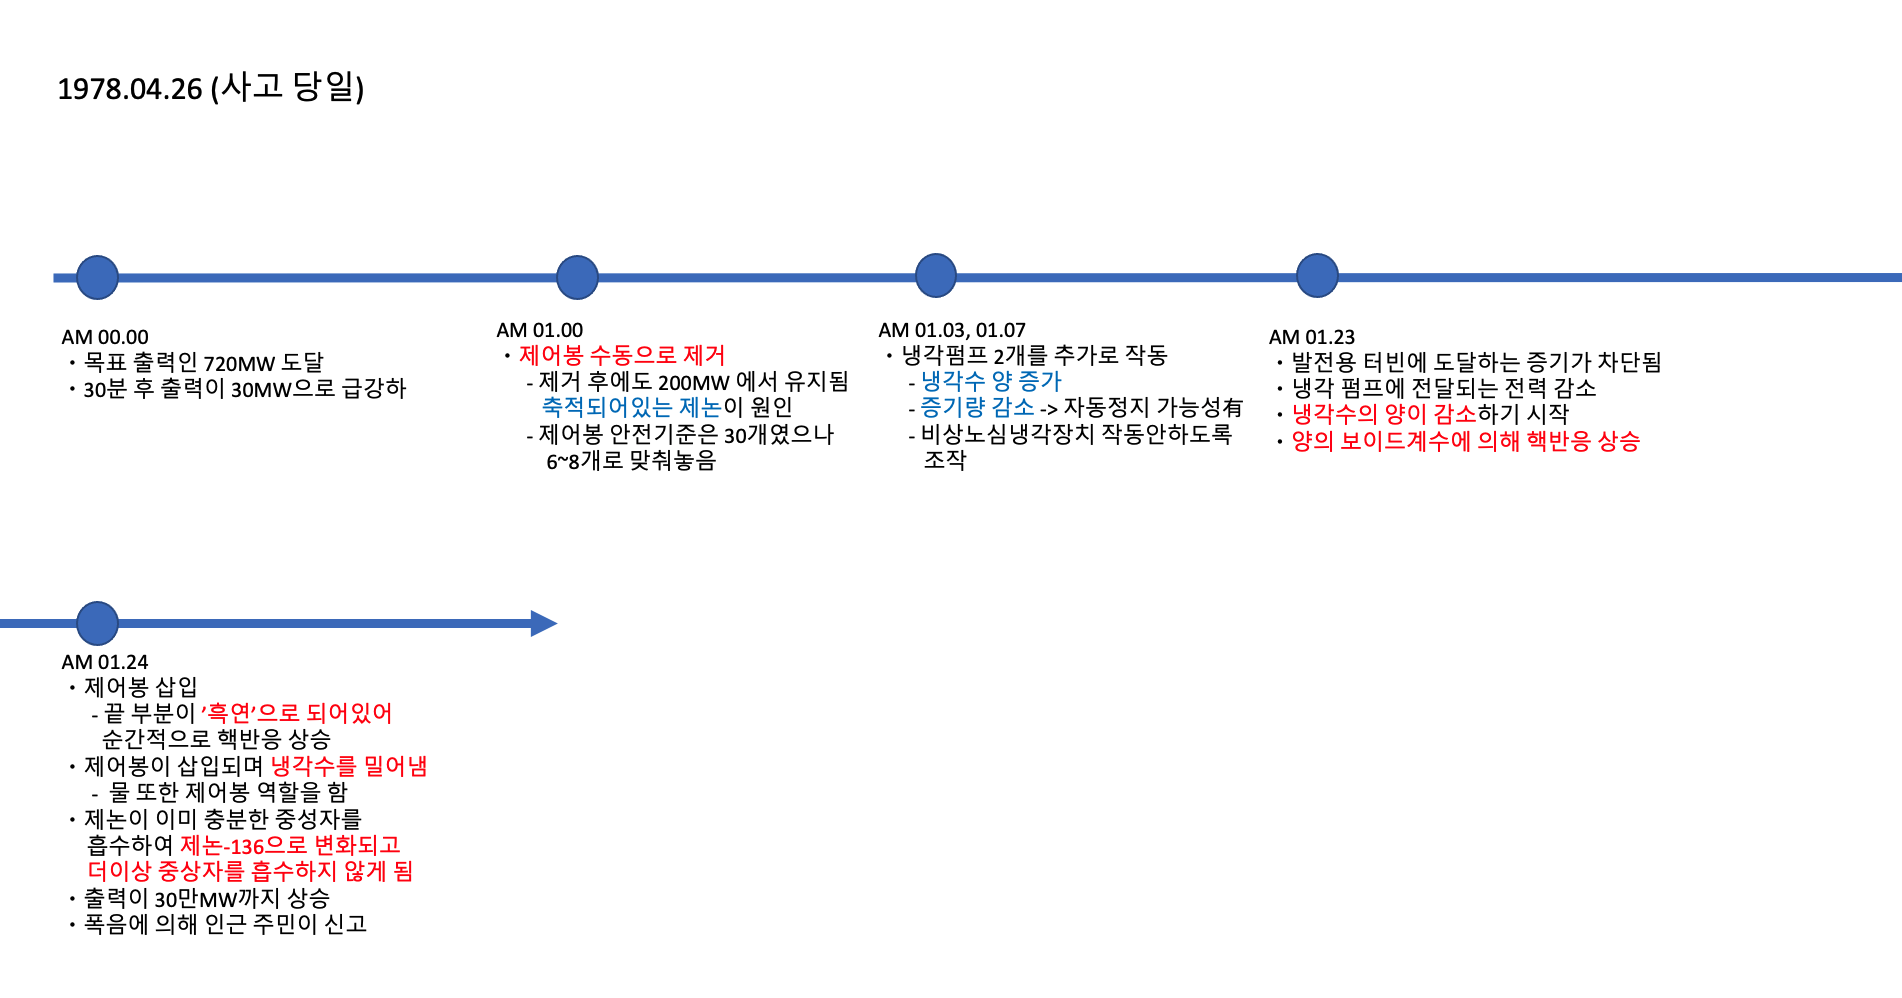 1978.04.26 (사고 당일)
AM 00.00
・목표 출력인 720MW 도달
・30분 후 출력이 30MW으로 급강하
AM 01.00
・제어봉 수동으로 제거
- 제거 후에도 200MW 에서 유지됨
축적되어있는 제논이 원인
- 제어봉 안전기준은 30개였으나
6~8개로 맞춰놓음
AM 01.03, 01.07
・냉각펌프 2개를 추가로 작동
- 냉각수 양 증가
- 증기량 감소 -> 자동정지 가능성有
- 비상노심냉각장치 작동안하도록
조작
AM 01.23
・발전용 터빈에 도달하는 증기가 차단됨
・냉각 펌프에 전달되는 전력 감소
・냉각수의 양이 감소하기 시작
・양의 보이드계수에 의해 핵반응 상승
AM 01.24
・제어봉 삽입
- 끝 부분이 ’흑연’으로 되어있어
순간적으로 핵반응 상승
・제어봉이 삽입되며 냉각수를 밀어냄
- 물 또한 제어봉 역할을 함
・제논이 이미 충분한 중성자를
흡수하여 제논-136으로 변화되고
더이상 중상자를 흡수하지 않게 됨
・출력이 30만MW까지 상승
・폭음에 의해 인근 주민이 신고